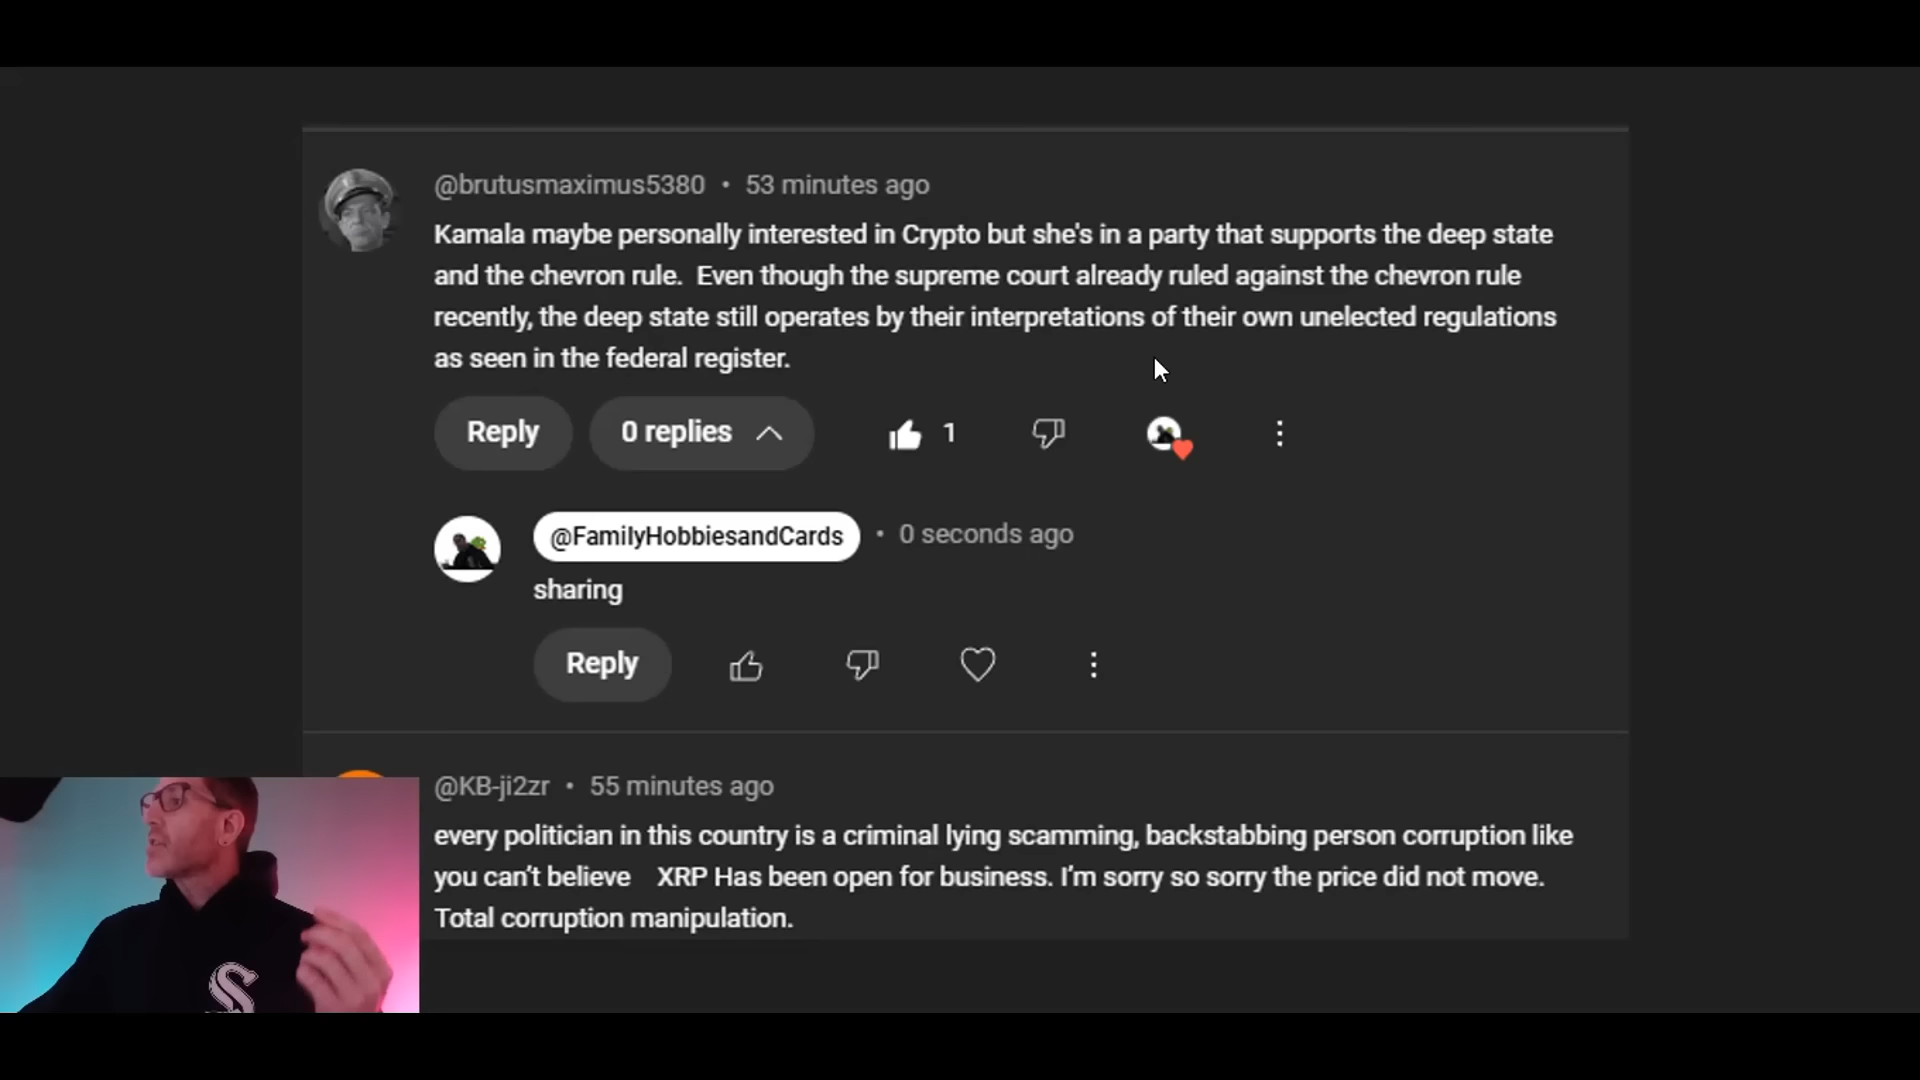 @brutusmaximus5380 • 53 minutes ago
Kamala maybe personally interested in Crypto but she's in a party that supports the deep state
and the chevron rule.  Even though the supreme court already ruled against the chevron rule
recently, the deep state still operates by their interpretations of their own unelected regulations
as seen in the federal register.
Reply 0 replies 1
@FamilyHobbiesandCards • 0 seconds ago
sharing
Reply
@KB-ji2zr • 55 minutes ago
every politician in this country is a criminal lying scamming, backstabbing person corruption like
you can't believe    XRP Has been open for business. I'm sorry so sorry the price did not move.
Total corruption manipulation.
S